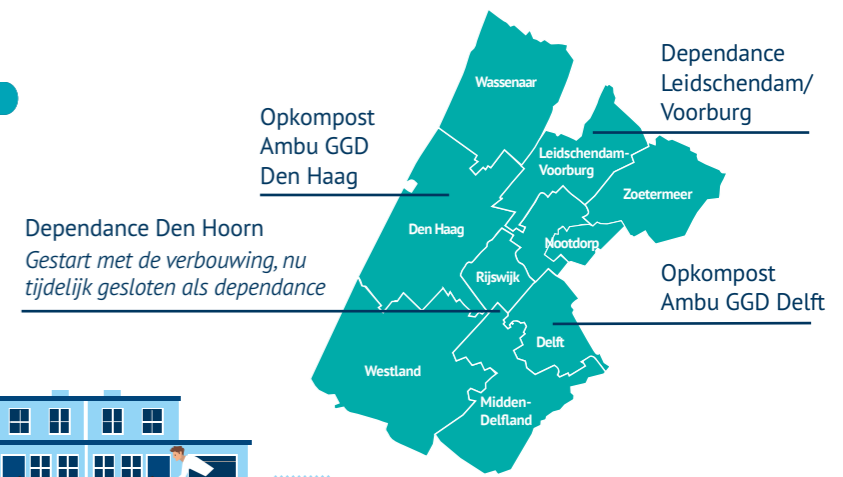 Dependance
Leidschendam/
Voorburg
Wassenaar
Opkompost
Ambu GGD
Den Haag
Leidschendam-
Voorburg
Zoetermeer
Dependance Den Hoorn
Gestart met de verbouwing, nu
tijdelijk gesloten als dependance
Den Haag
Nootdorp
Rijswijk
Opkompost
Ambu GGD Delft
Delft
Westland
Midden-
Delfland